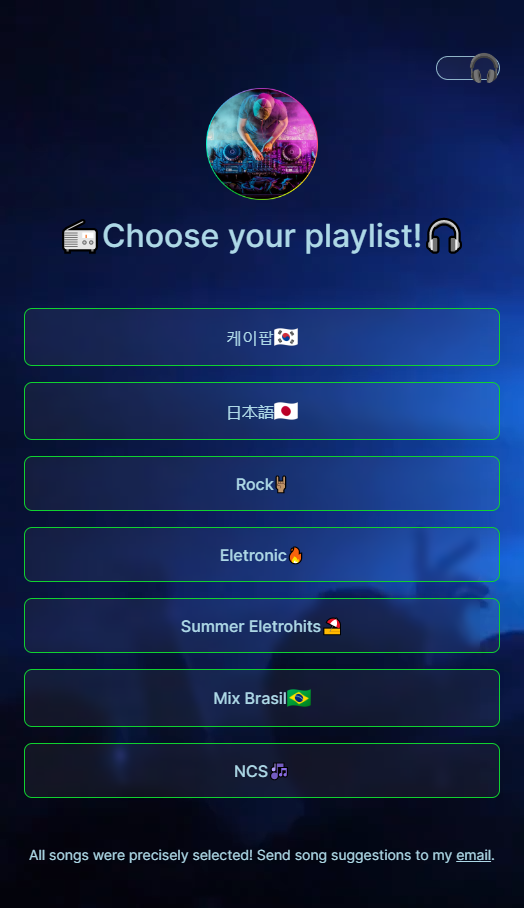 📻Choose your playlist!🎧
케이팝🇰🇷
日本語🇯🇵
Rock🤘🏽
Eletronic🔥
Summer Eletrohits⛱️
Mix Brasil🇧🇷
NCS🎶
All songs were precisely selected! Send song suggestions to my email.